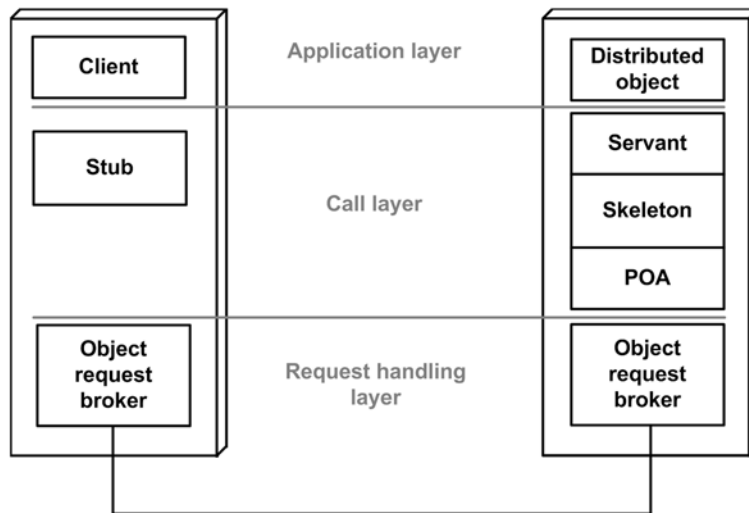 Client
Application layer
Distributed
object
Stub
Call layer
Servant
Skeleton
POA
Object
request
broker
Request handling
layer
Object
request
broker